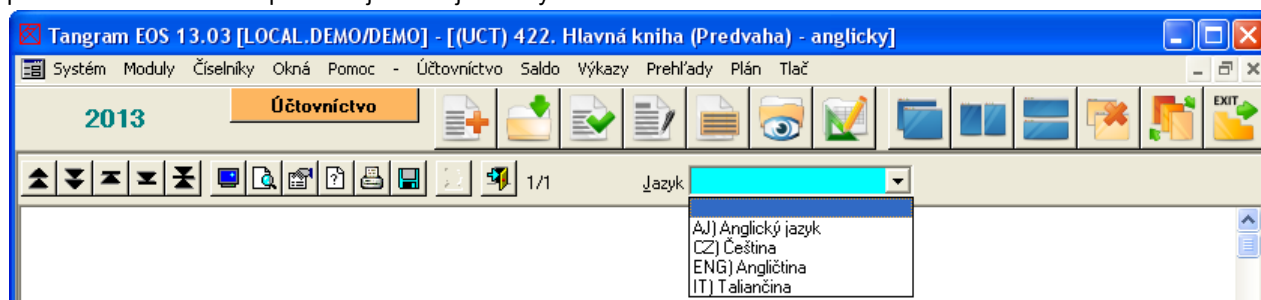 Tangram EOS 13.03 [LOCAL.DEMO/DEMO] - [(UCT) 422. Hlavná kniha (Predvaha) - anglicky]
Systém Moduly Číselníky Okná Pomoc - Účtovníctvo Saldo Výkazy Prehľady Plán Tlač
2013 Účtovníctvo EXIT
1/1 Jazyk
AJ) Anglický jazyk
CZ) Čeština
ENG) Angličtina
IT) Taliančina